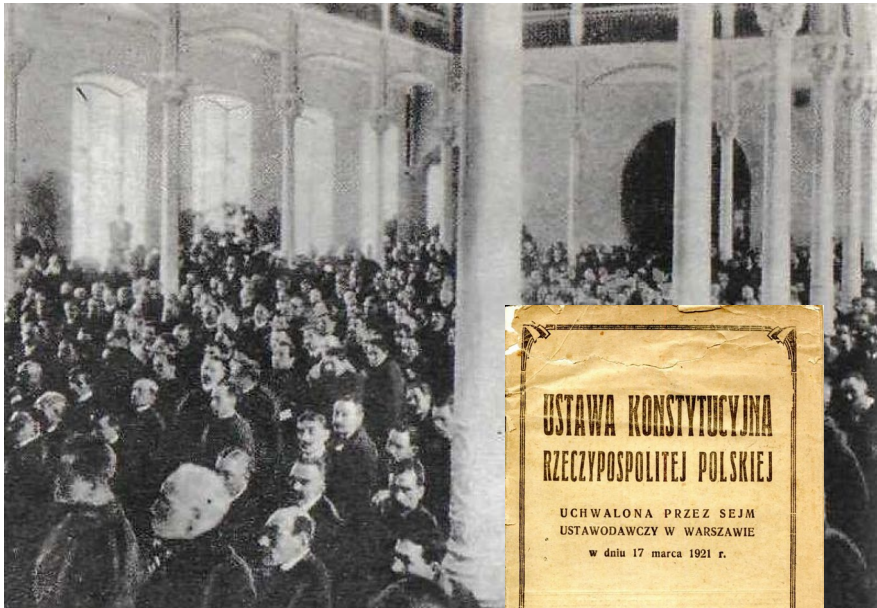 USTAWA KONSTYTUCYJNA
RZECZYPOSPOLITEJ POLSKIEJ
UCHWALONA PRZEZ SEJM
USTAWODAWCZY W WARSZAWIE
w dniu 17 marca 1921 r.